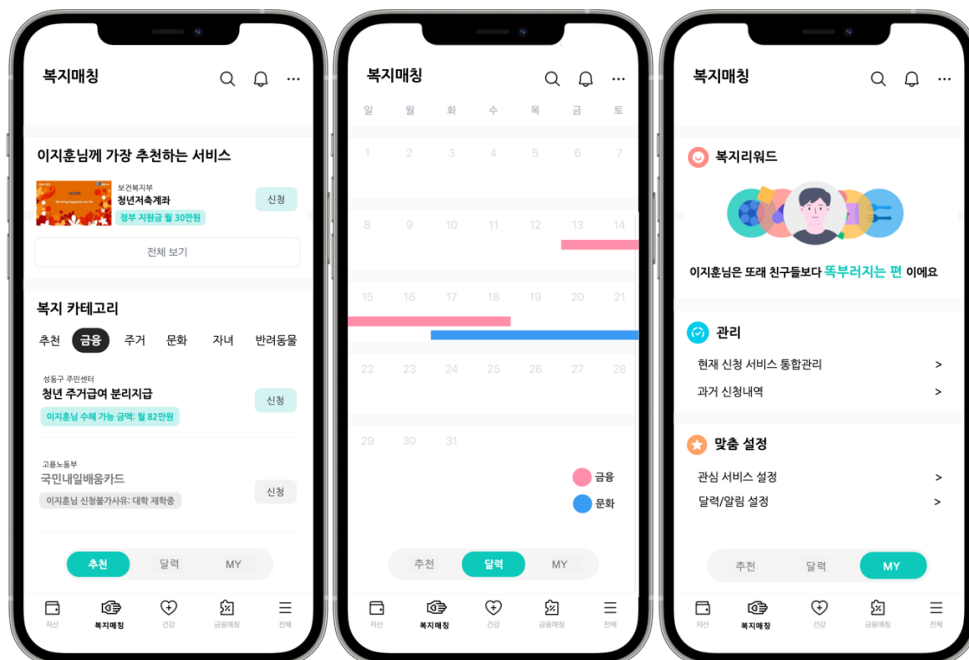 복지매칭
이지훈님께 가장 추천하는 서비스
보건복지부
청년저축계좌
정부 지원금 월 30만원
신청
전체 보기
복지 카테고리
추천 금융 주거 문화 자녀 반려동물
성동구 주민센터
청년 주거급여 분리지급
이지훈님 수혜 가능 금액: 월 82만원
신청
고용노동부
국민내일배움카드
이지훈님 신청불가사유: 대학 재학중
신청
추천 달력 MY
자산 복지매칭 건강 금융매칭 전체
복지매칭
일 월 화 수 목 금 토
1 2 3 4 5 6 7
8 9 10 11 12 13 14
15 16 17 18 19 20 21
22 23 24 25 26 27 28
29 30 31
금융
문화
추천 달력 MY
자산 복지매칭 건강 금융매칭 전체
복지매칭
복지리워드
이지훈님은 또래 친구들보다 똑부러지는 편 이에요
관리
현재 신청 서비스 통합관리 >
과거 신청내역 >
맞춤 설정
관심 서비스 설정 >
달력/알림 설정 >
추천 달력 MY
자산 복지매칭 건강 금융매칭 전체